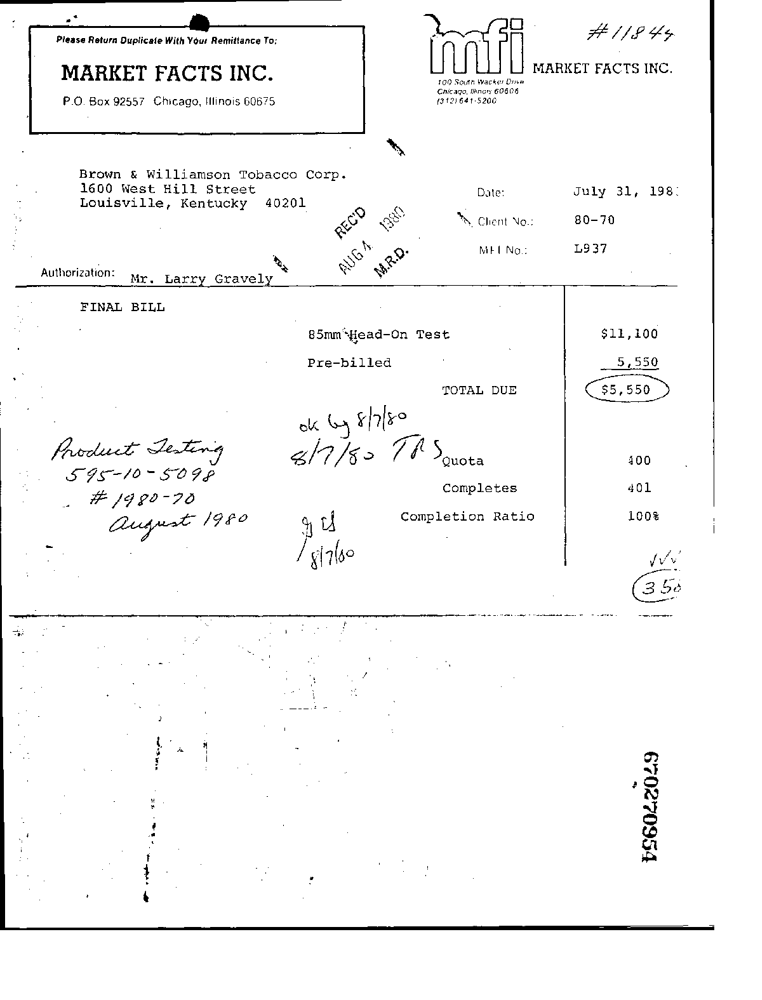 #11844
Please Return Duplicate With Your Remittance To:
MARKET FACTS INC.
P.O. Box 92557 Chicago, Illinois 60675
mfi
MARKET FACTS INC.
100 South Wacker Drive
Chicago, Illinois 60606
(312) 641-5200
Brown & Williamson Tobacco Corp.
1600 West Hill Street
Louisville, Kentucky 40201
Date: July 31, 198
Client No.: 80-70
MFI No.: L937
REC'D
AUG 4 1980
M.R.D.
Authorization: Mr. Larry Gravely
FINAL BILL
85mm Head-On Test $11,100
Pre-billed 5,550
TOTAL DUE $5,550
ok by 8/7/80
8/7/80 TRS
Product Testing
595-10-5098
#1980-70
August 1980
Quota 400
Completes 401
Completion Ratio 100%
8/7/80
350
670270954